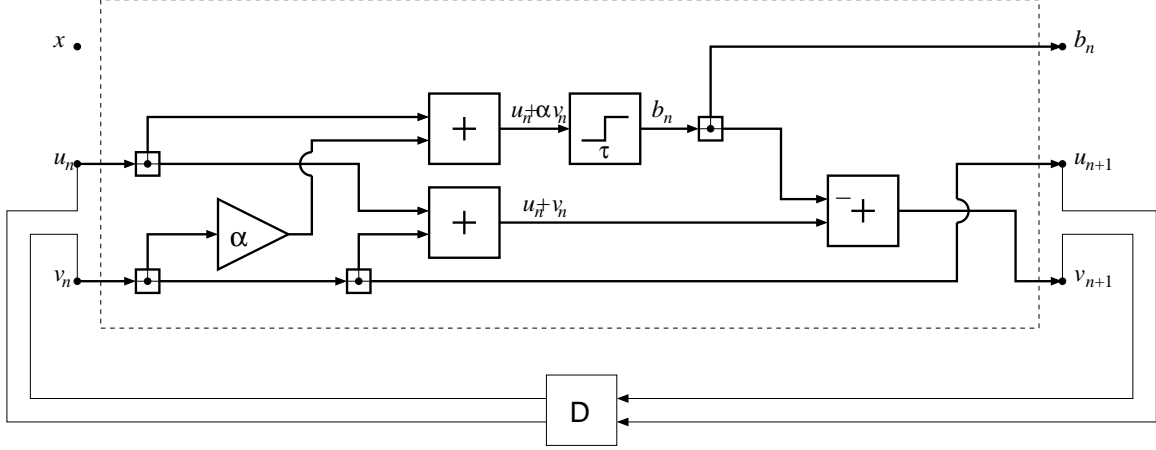 x
b_n
u_n+αv_n
b_n
+
τ
u_n
u_{n+1}
−
+
u_n+v_n
+
α
v_n
v_{n+1}
D